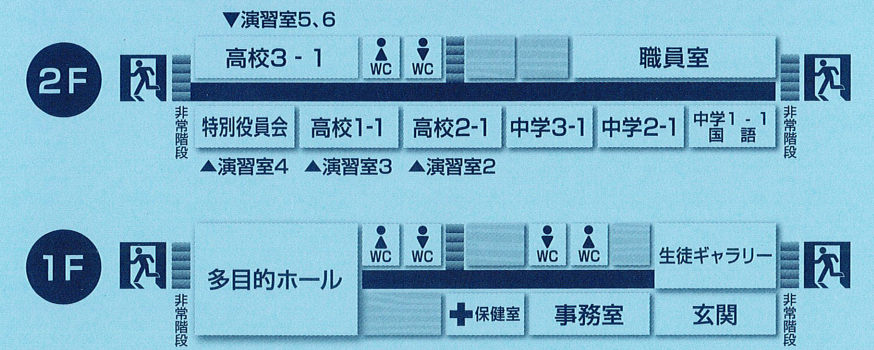 ▼演習室5、6
2F
高校3 - 1
WC
WC
職員室
非常階段
特別役員会
高校1-1
高校2-1
中学3-1
中学2-1
中学1 - 1
国 語
非常階段
▲演習室4
▲演習室3
▲演習室2
1F
多目的ホール
WC
WC
WC
WC
生徒ギャラリー
非常階段
保健室
事務室
玄関
非常階段